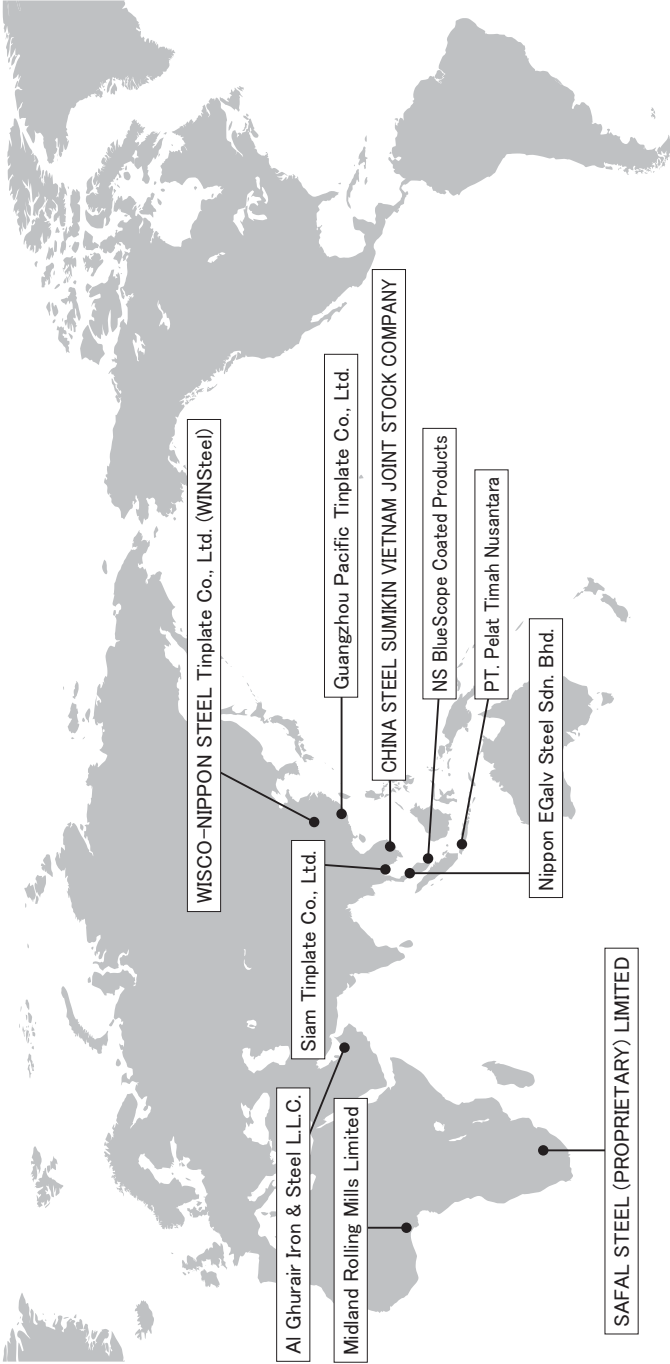 WISCO-NIPPON STEEL Tinplate Co., Ltd. (WINSteel)
Guangzhou Pacific Tinplate Co., Ltd.
CHINA STEEL SUMIKIN VIETNAM JOINT STOCK COMPANY
NS BlueScope Coated Products
PT. Pelat Timah Nusantara
Nippon EGalv Steel Sdn. Bhd.
Siam Tinplate Co., Ltd.
Al Ghurair Iron & Steel L.L.C.
Midland Rolling Mills Limited
SAFAL STEEL (PROPRIETARY) LIMITED